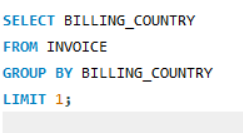 SELECT BILLING_COUNTRY
FROM INVOICE
GROUP BY BILLING_COUNTRY
LIMIT 1;